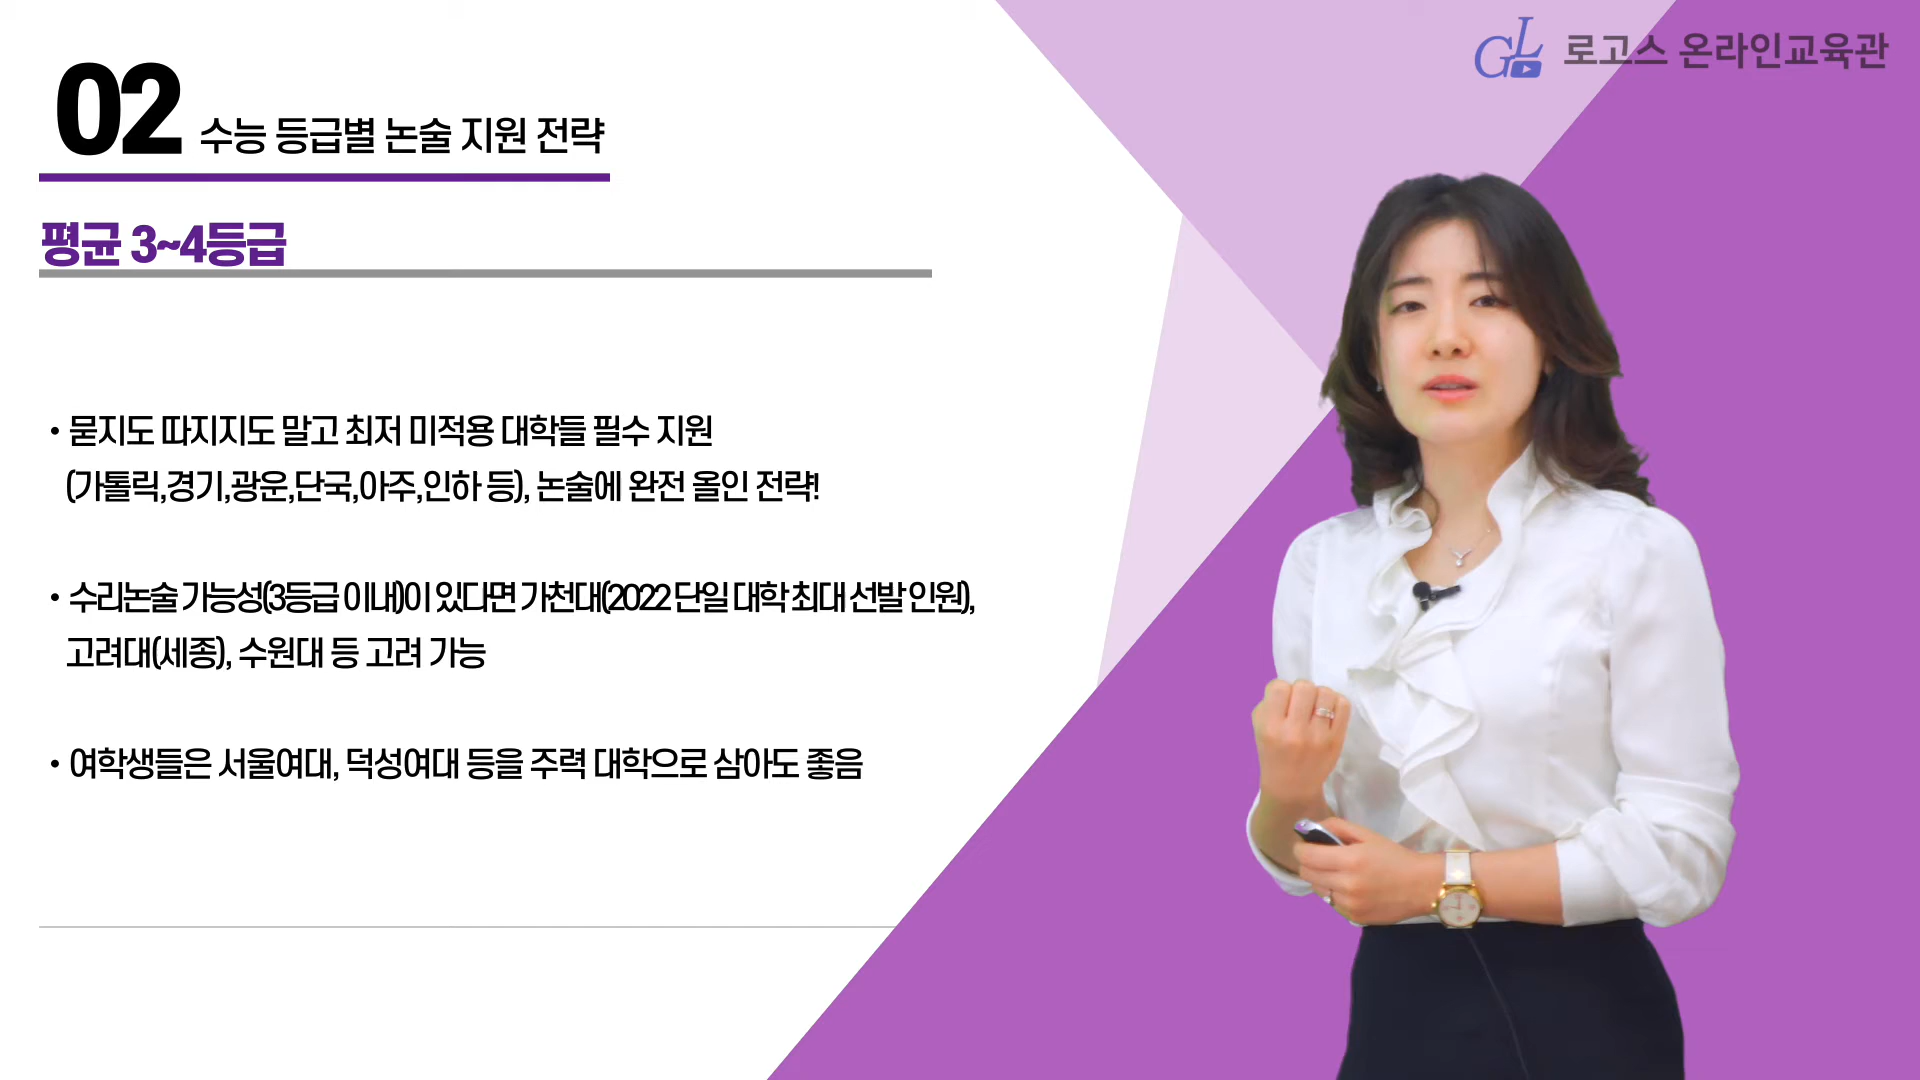 GL 로고스 온라인교육관
02 수능 등급별 논술 지원 전략
평균 3~4등급
• 묻지도 따지지도 말고 최저 미적용 대학들 필수 지원
(가톨릭,경기,광운,단국,아주,인하 등), 논술에 완전 올인 전략!
• 수리논술 가능성(3등급 이내)이 있다면 가천대(2022 단일 대학 최대 선발 인원),
고려대(세종), 수원대 등 고려 가능
• 여학생들은 서울여대, 덕성여대 등을 주력 대학으로 삼아도 좋음